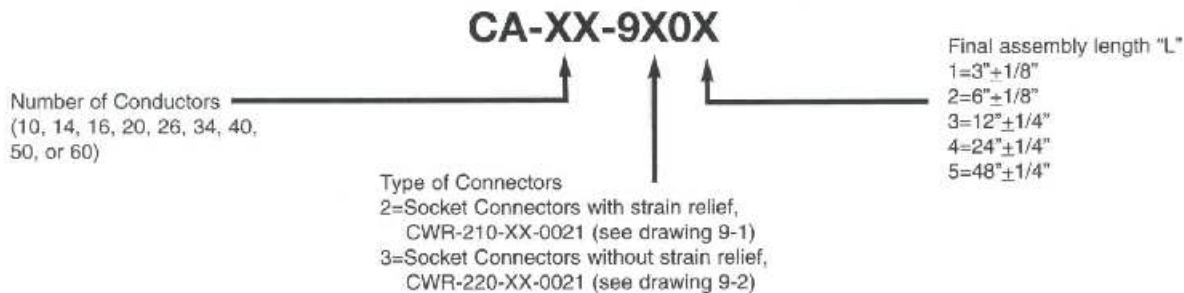 CA-XX-9X0X
Number of Conductors
(10, 14, 16, 20, 26, 34, 40,
50, or 60)
Type of Connectors
2=Socket Connectors with strain relief,
CWR-210-XX-0021 (see drawing 9-1)
3=Socket Connectors without strain relief,
CWR-220-XX-0021 (see drawing 9-2)
Final assembly length "L"
1=3"±1/8"
2=6"±1/8"
3=12"±1/4"
4=24"±1/4"
5=48"±1/4"